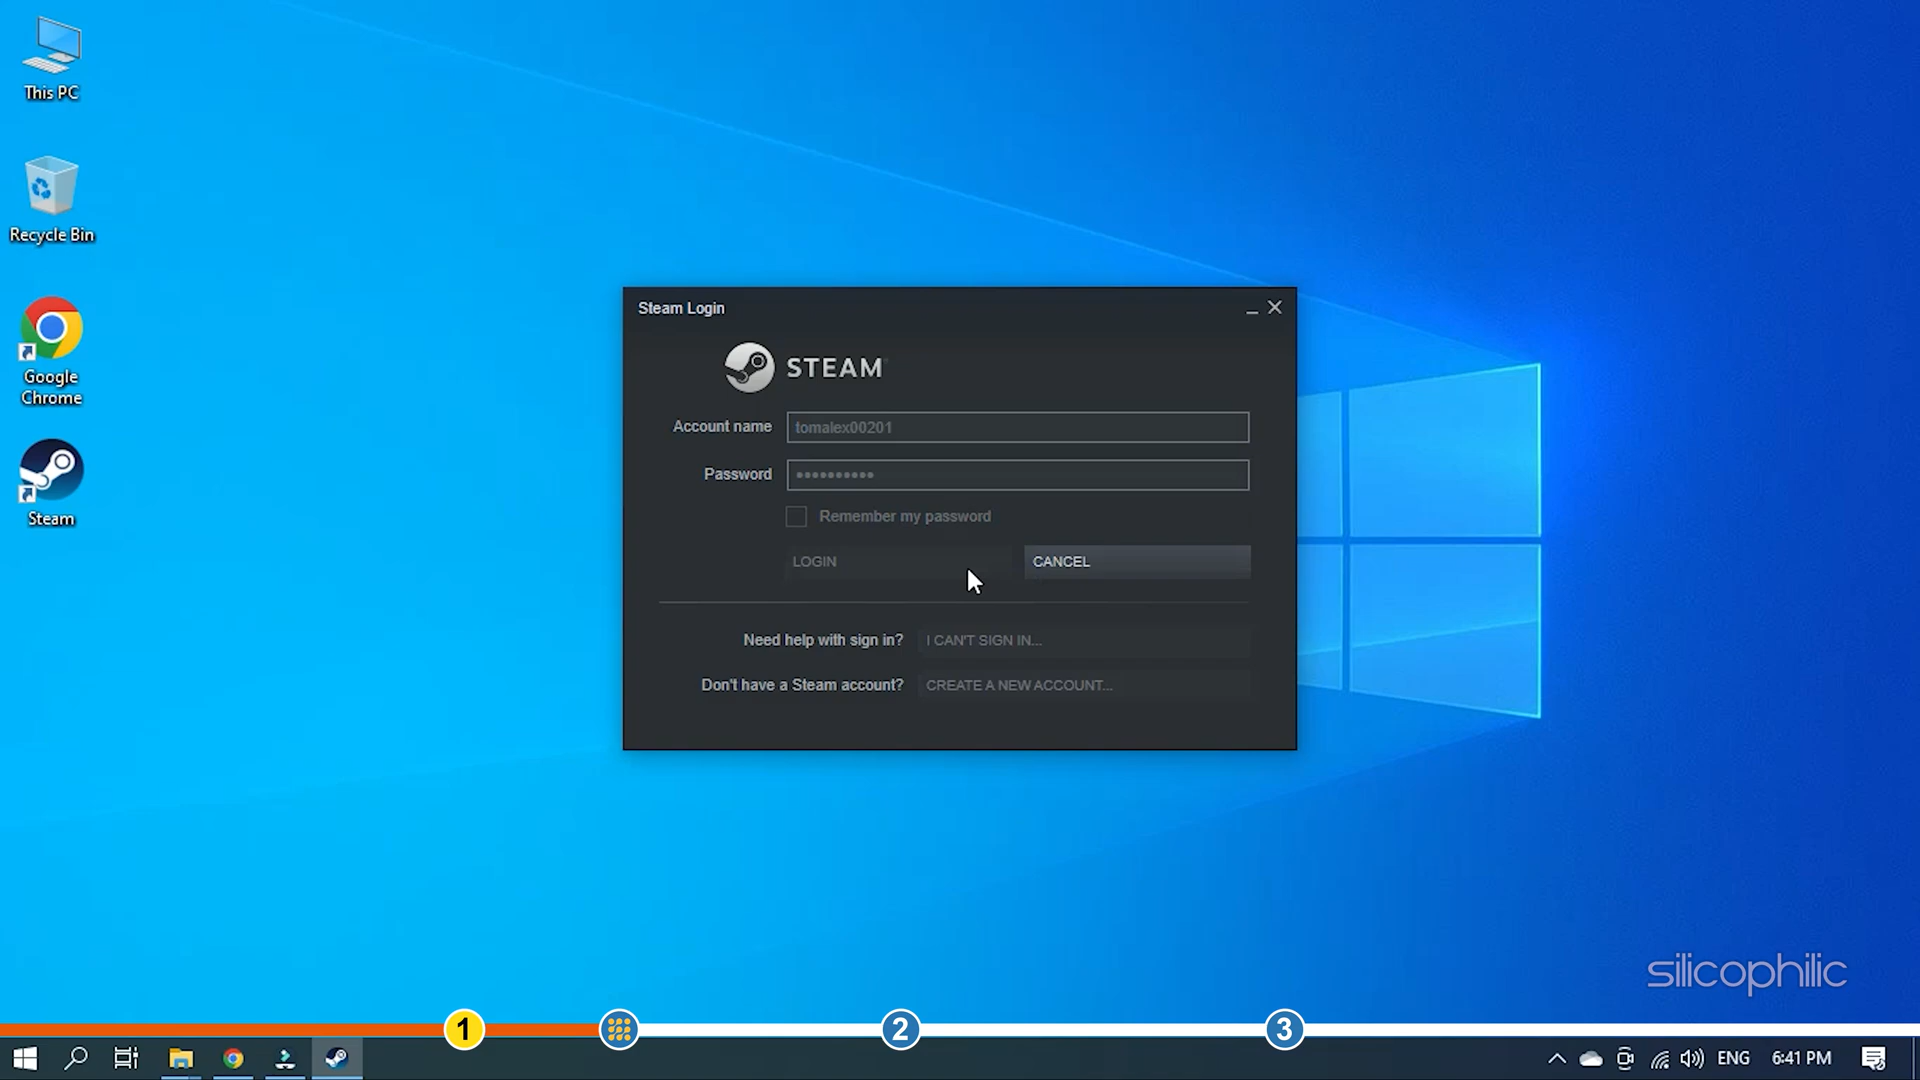 This PC
Recycle Bin
Google
Chrome
Steam
Steam Login
STEAM
Account name
tomalex00201
Password
Remember my password
LOGIN
CANCEL
Need help with sign in?
I CAN'T SIGN IN...
Don't have a Steam account?
CREATE A NEW ACCOUNT...
silicophilic
1
2
3
ENG
6:41 PM